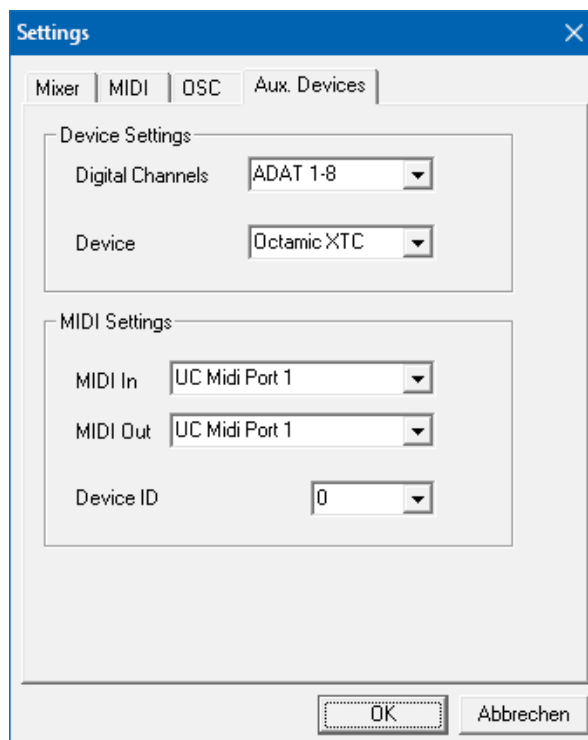 Settings
Mixer MIDI OSC Aux. Devices
Device Settings
Digital Channels ADAT 1-8
Device Octamic XTC
MIDI Settings
MIDI In UC Midi Port 1
MIDI Out UC Midi Port 1
Device ID 0
OK Abbrechen